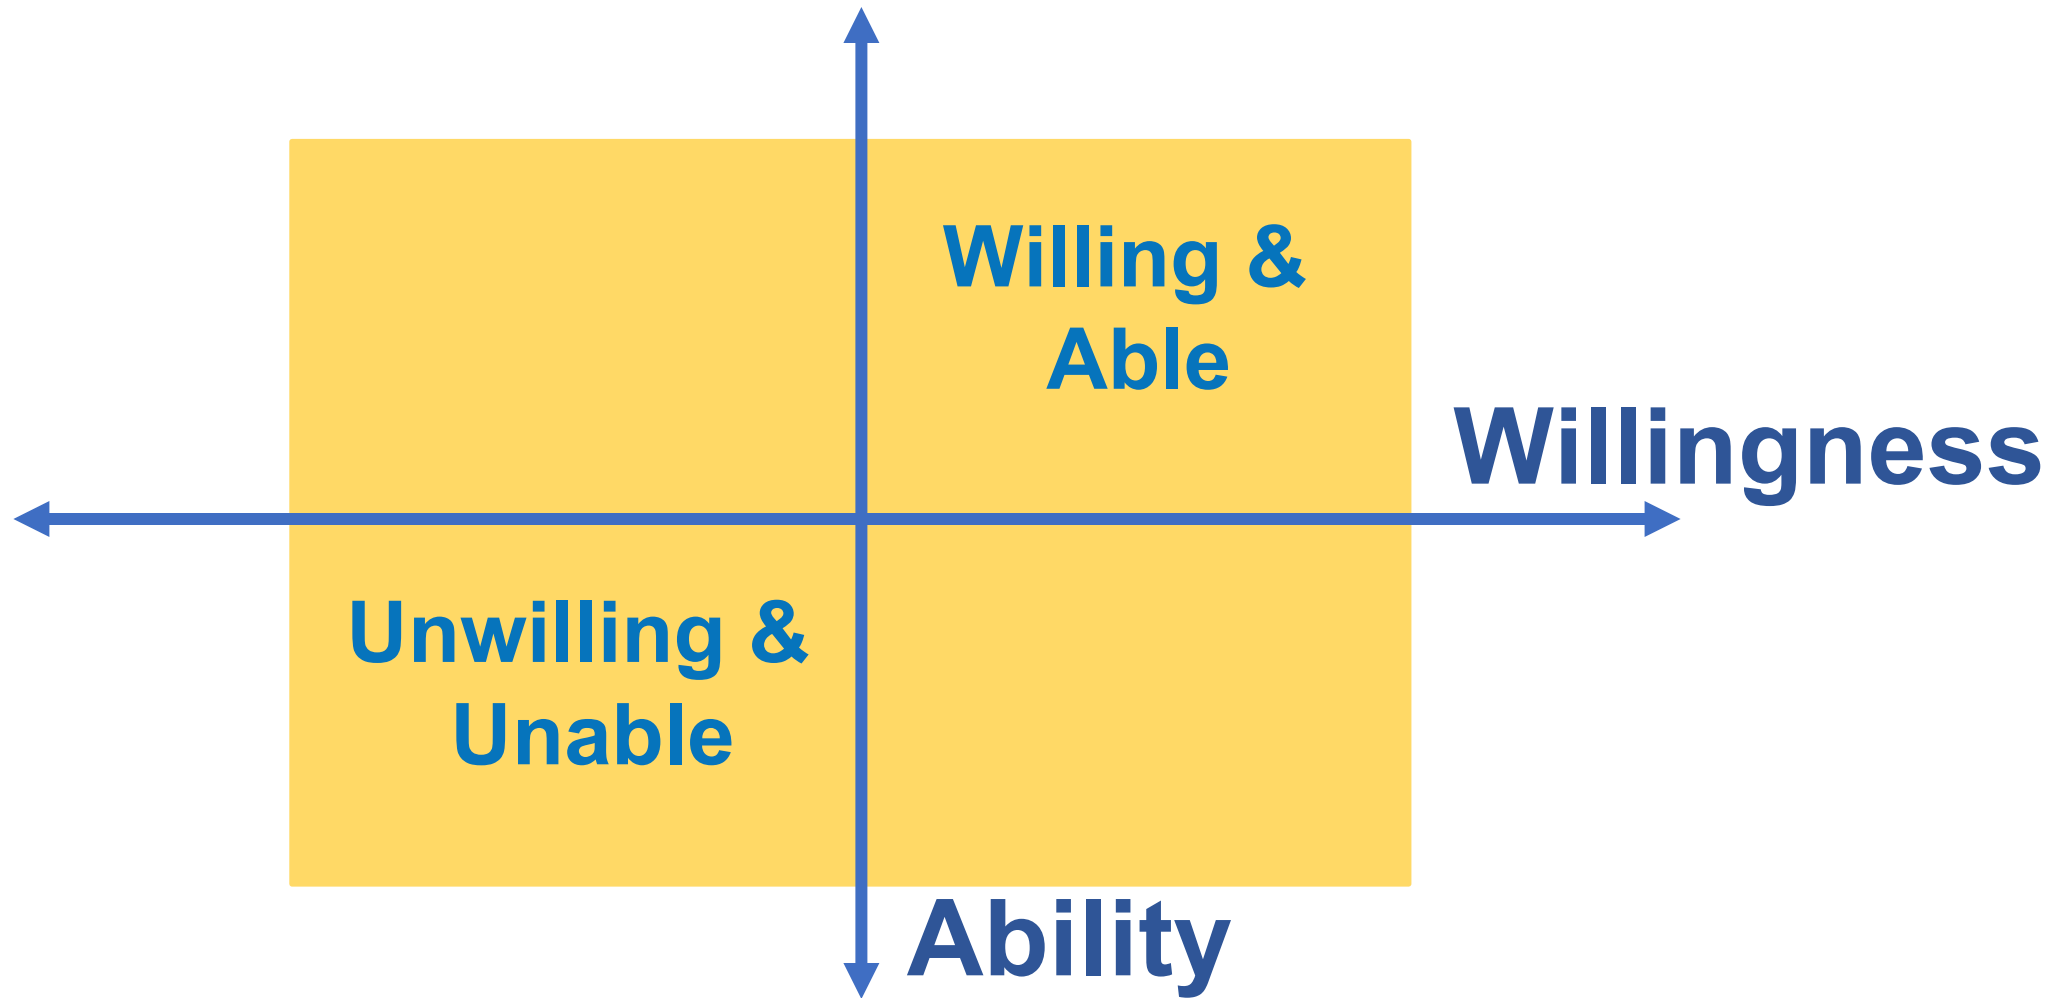 Willing &
Able
Willingness
Unwilling &
Unable
Ability